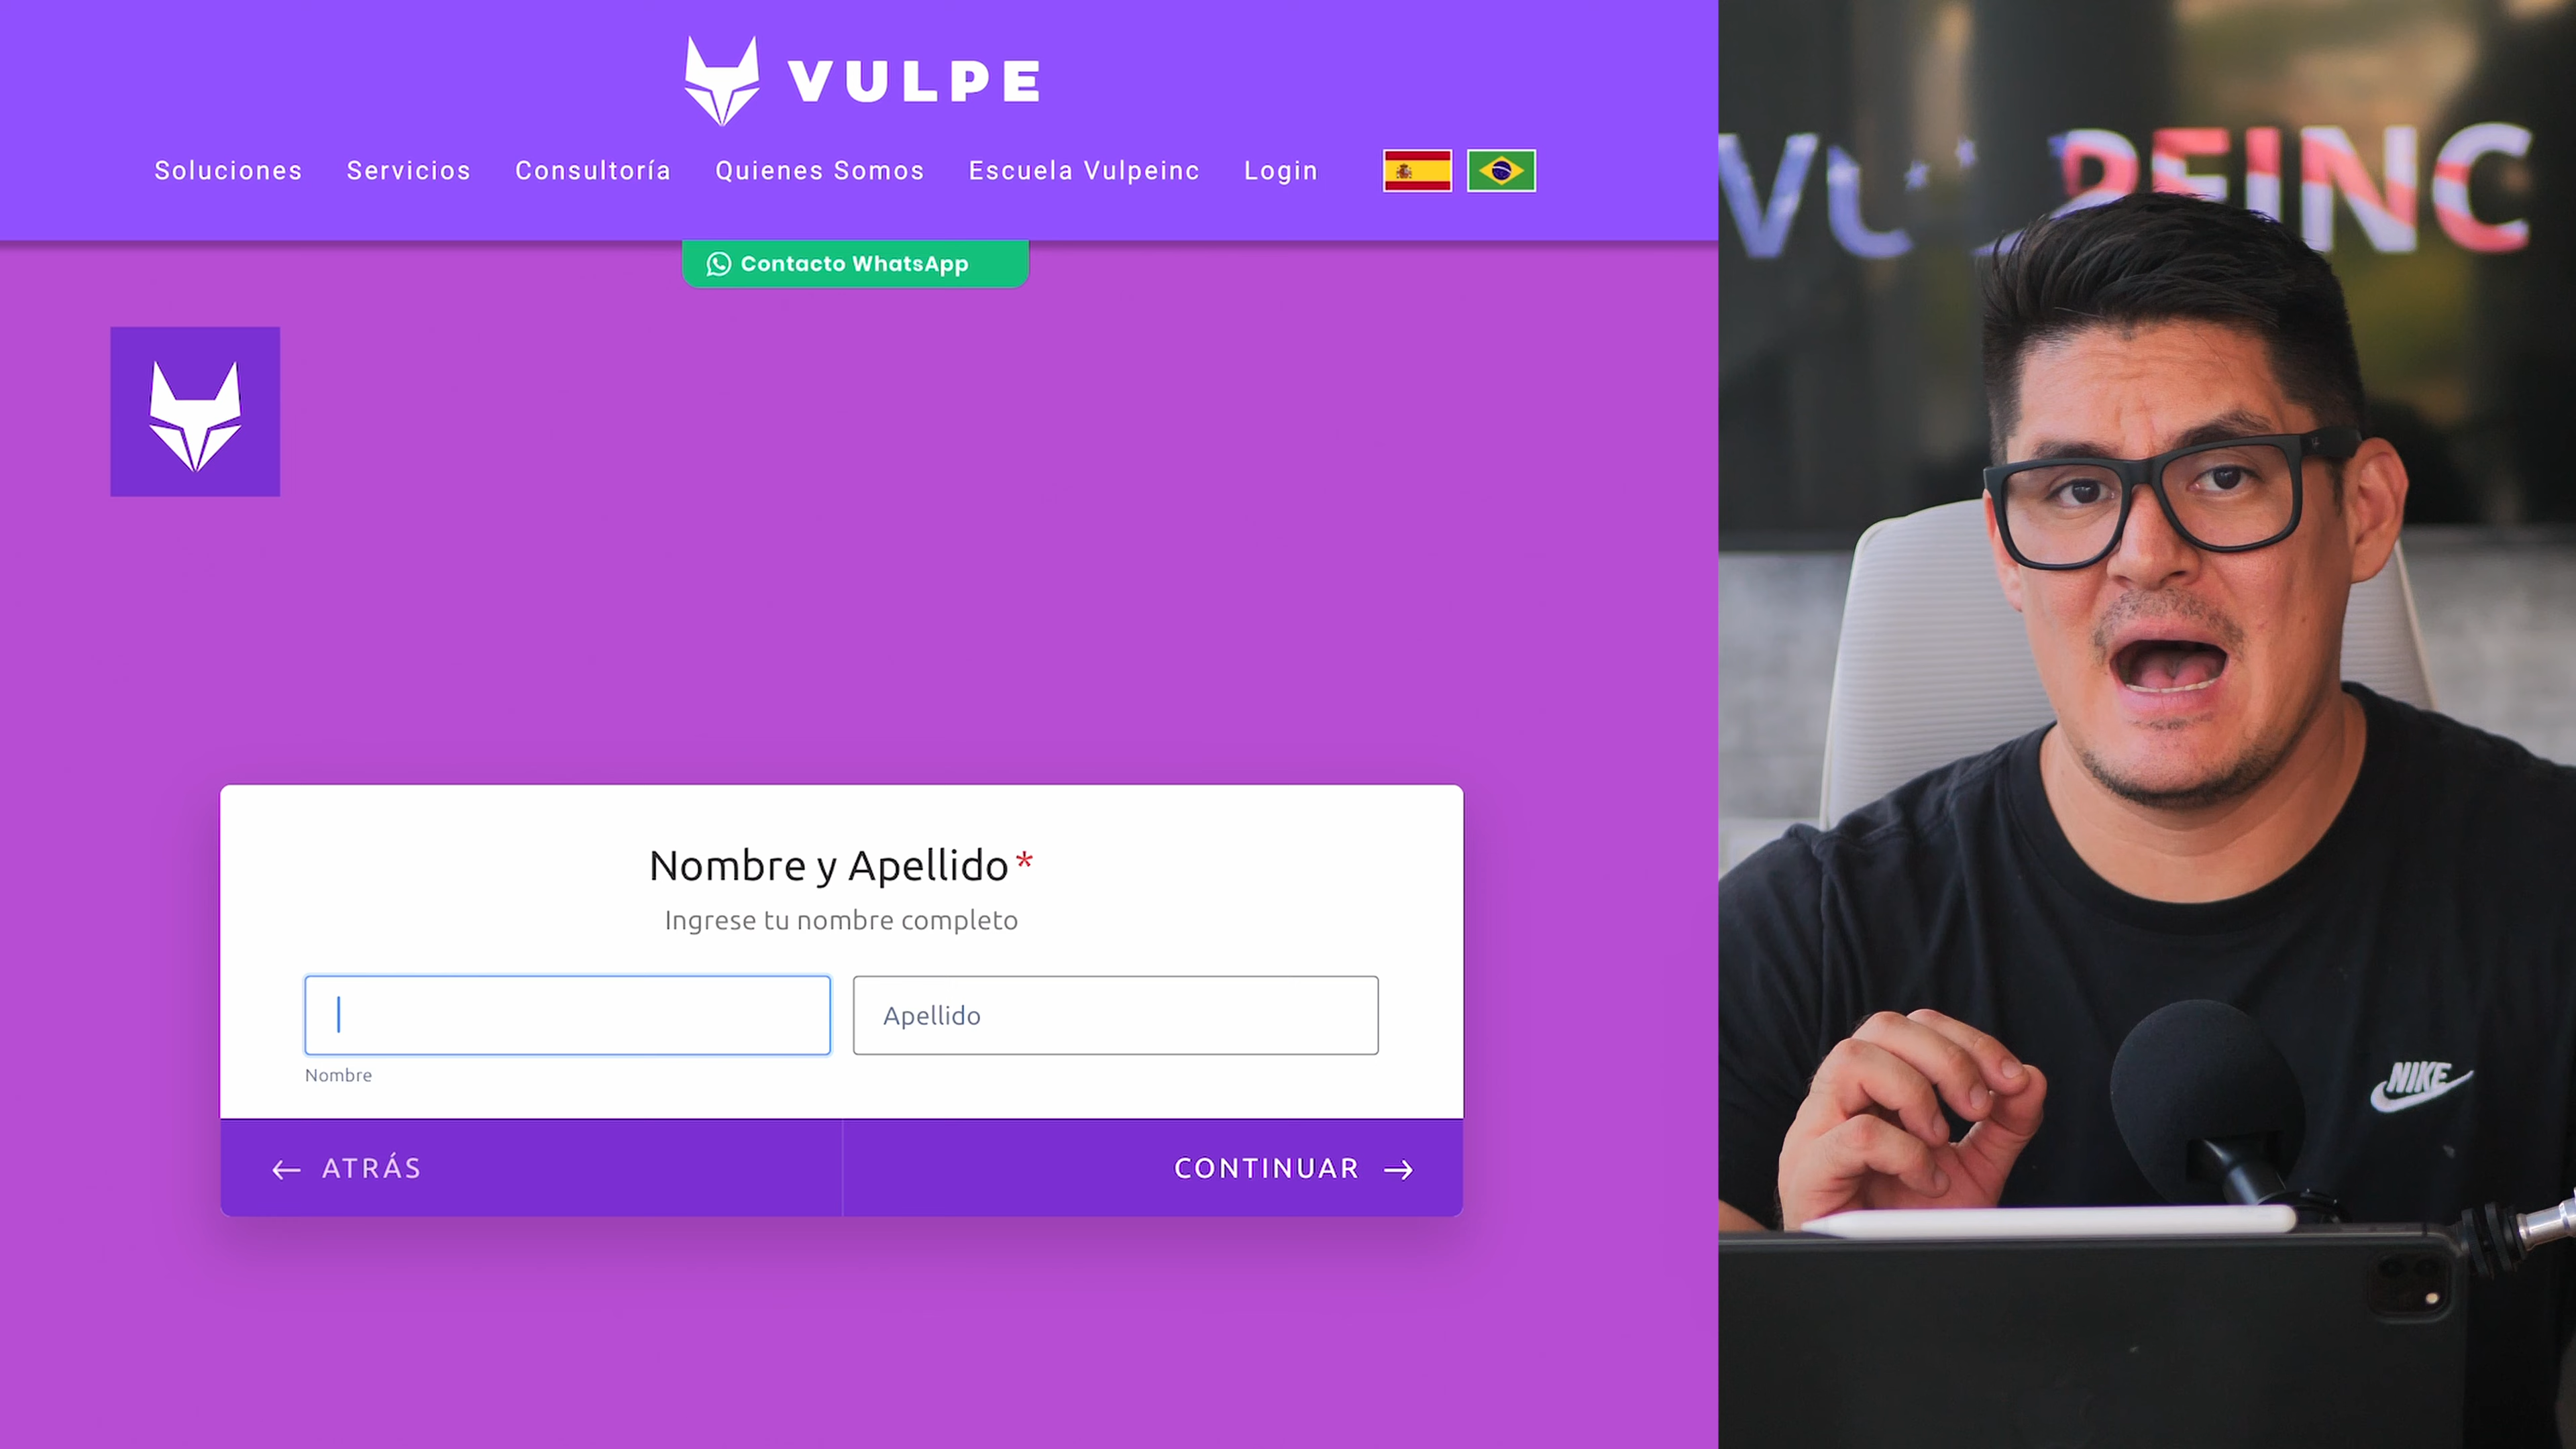 VULPE
Soluciones Servicios Consultoría Quienes Somos Escuela Vulpeinc Login
Contacto WhatsApp
Nombre y Apellido *
Ingrese tu nombre completo
Apellido
Nombre
← ATRÁS
CONTINUAR →
VULPEINC
NIKE